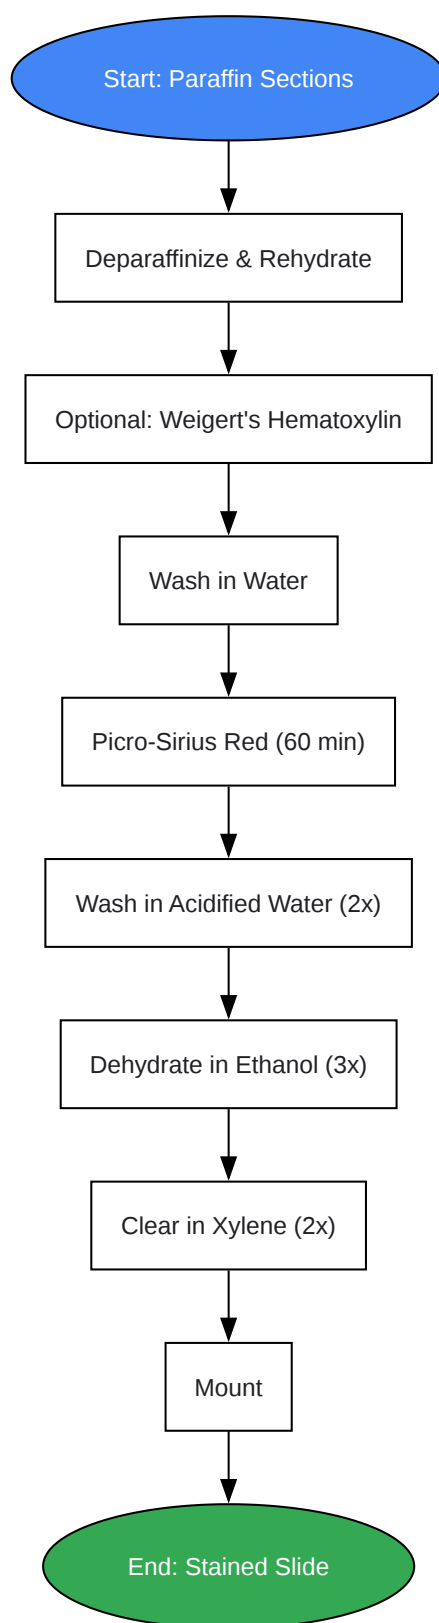 Start: Paraffin Sections
Deparaffinize & Rehydrate
Optional: Weigert's Hematoxylin
Wash in Water
Picro-Sirius Red (60 min)
Wash in Acidified Water (2x)
Dehydrate in Ethanol (3x)
Clear in Xylene (2x)
Mount
End: Stained Slide